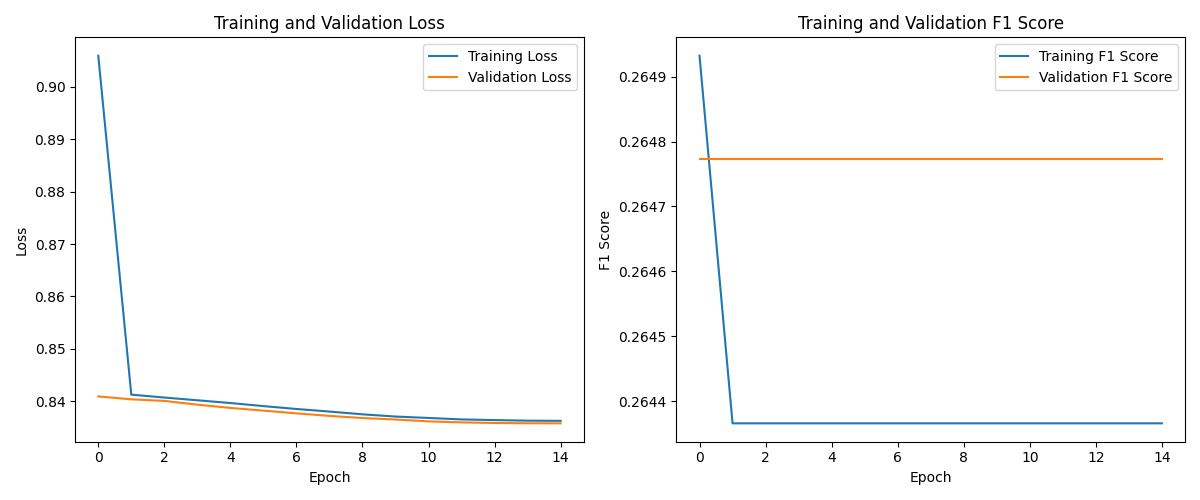 Training and Validation Loss
Training Loss
Validation Loss
0.90
0.89
0.88
0.87
0.86
0.85
0.84
Loss
0 2 4 6 8 10 12 14
Epoch
Training and Validation F1 Score
Training F1 Score
Validation F1 Score
0.2649
0.2648
0.2647
0.2646
0.2645
0.2644
F1 Score
0 2 4 6 8 10 12 14
Epoch